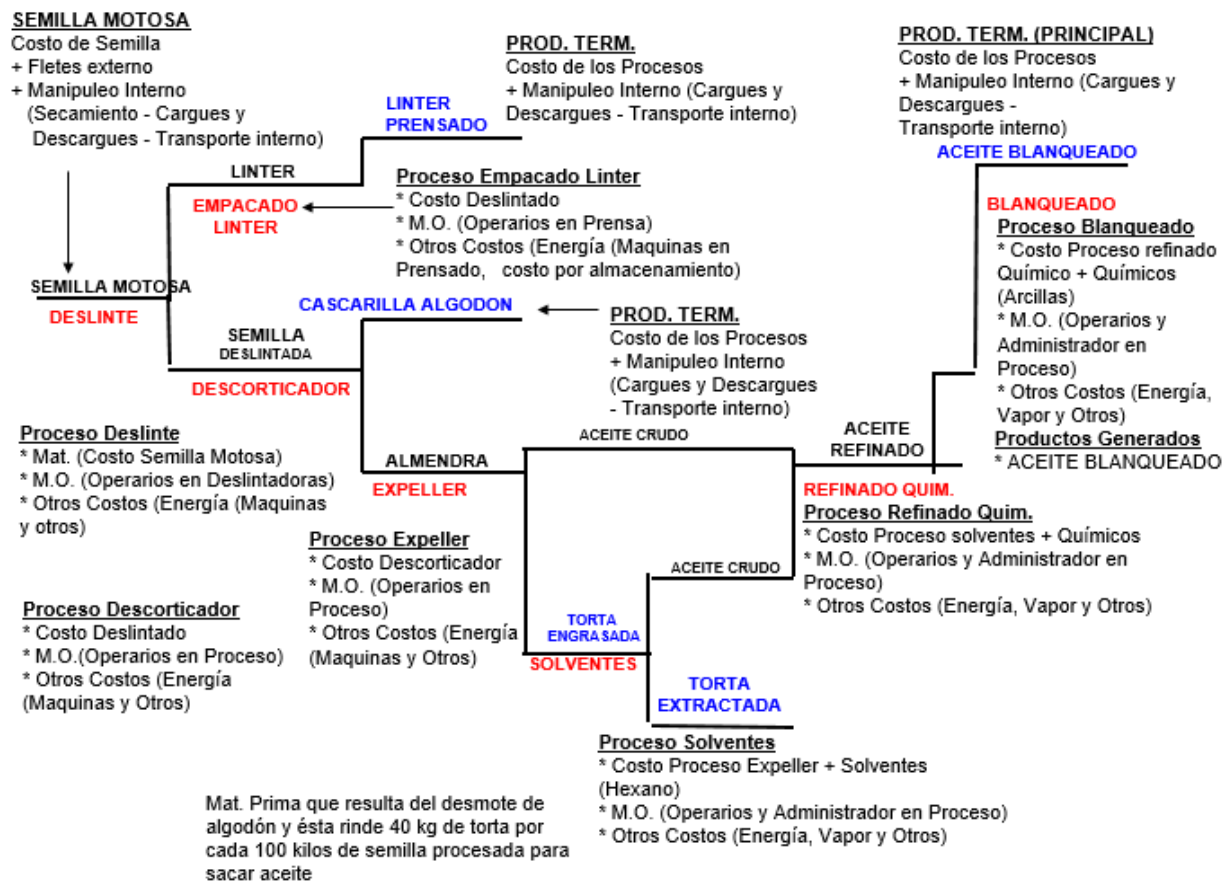 SEMILLA MOTOSA
Costo de Semilla
+ Fletes externo
+ Manipuleo Interno
(Secamiento - Cargues y
Descargues - Transporte interno)
LINTER
PRENSADO
PROD. TERM.
Costo de los Procesos
+ Manipuleo Interno (Cargues y
Descargues - Transporte interno)
PROD. TERM. (PRINCIPAL)
Costo de los Procesos
+ Manipuleo Interno (Cargues y
Descargues -
Transporte interno)
ACEITE BLANQUEADO
LINTER
EMPACADO
LINTER
Proceso Empacado Linter
* Costo Deslintado
* M.O. (Operarios en Prensa)
* Otros Costos (Energía (Maquinas en
Prensado, costo por almacenamiento)
BLANQUEADO
Proceso Blanqueado
* Costo Proceso refinado
Químico + Químicos
(Arcillas)
* M.O. (Operarios y
Administrador en
Proceso)
* Otros Costos (Energía,
Vapor y Otros)
Productos Generados
* ACEITE BLANQUEADO
SEMILLA MOTOSA
DESLINTE
CASCARILLA ALGODON
PROD. TERM.
Costo de los Procesos
+ Manipuleo Interno
(Cargues y Descargues
- Transporte interno)
SEMILLA
DESLINTADA
DESCORTICADOR
Proceso Deslinte
* Mat. (Costo Semilla Motosa)
* M.O. (Operarios en Deslintadoras)
* Otros Costos (Energía (Maquinas
y otros)
ALMENDRA
EXPELLER
ACEITE CRUDO
ACEITE
REFINADO
REFINADO QUIM.
Proceso Refinado Quim.
* Costo Proceso solventes + Químicos
* M.O. (Operarios y Administrador en
Proceso)
* Otros Costos (Energía, Vapor y Otros)
Proceso Expeller
* Costo Descorticador
* M.O. (Operarios en
Proceso)
* Otros Costos (Energía
(Maquinas y Otros)
ACEITE CRUDO
Proceso Descorticador
* Costo Deslintado
* M.O.(Operarios en Proceso)
* Otros Costos (Energía
(Maquinas y Otros)
TORTA
ENGRASADA
SOLVENTES
TORTA
EXTRACTADA
Proceso Solventes
* Costo Proceso Expeller + Solventes
(Hexano)
* M.O. (Operarios y Administrador en Proceso)
* Otros Costos (Energía, Vapor y Otros)
Mat. Prima que resulta del desmote de
algodón y ésta rinde 40 kg de torta por
cada 100 kilos de semilla procesada para
sacar aceite